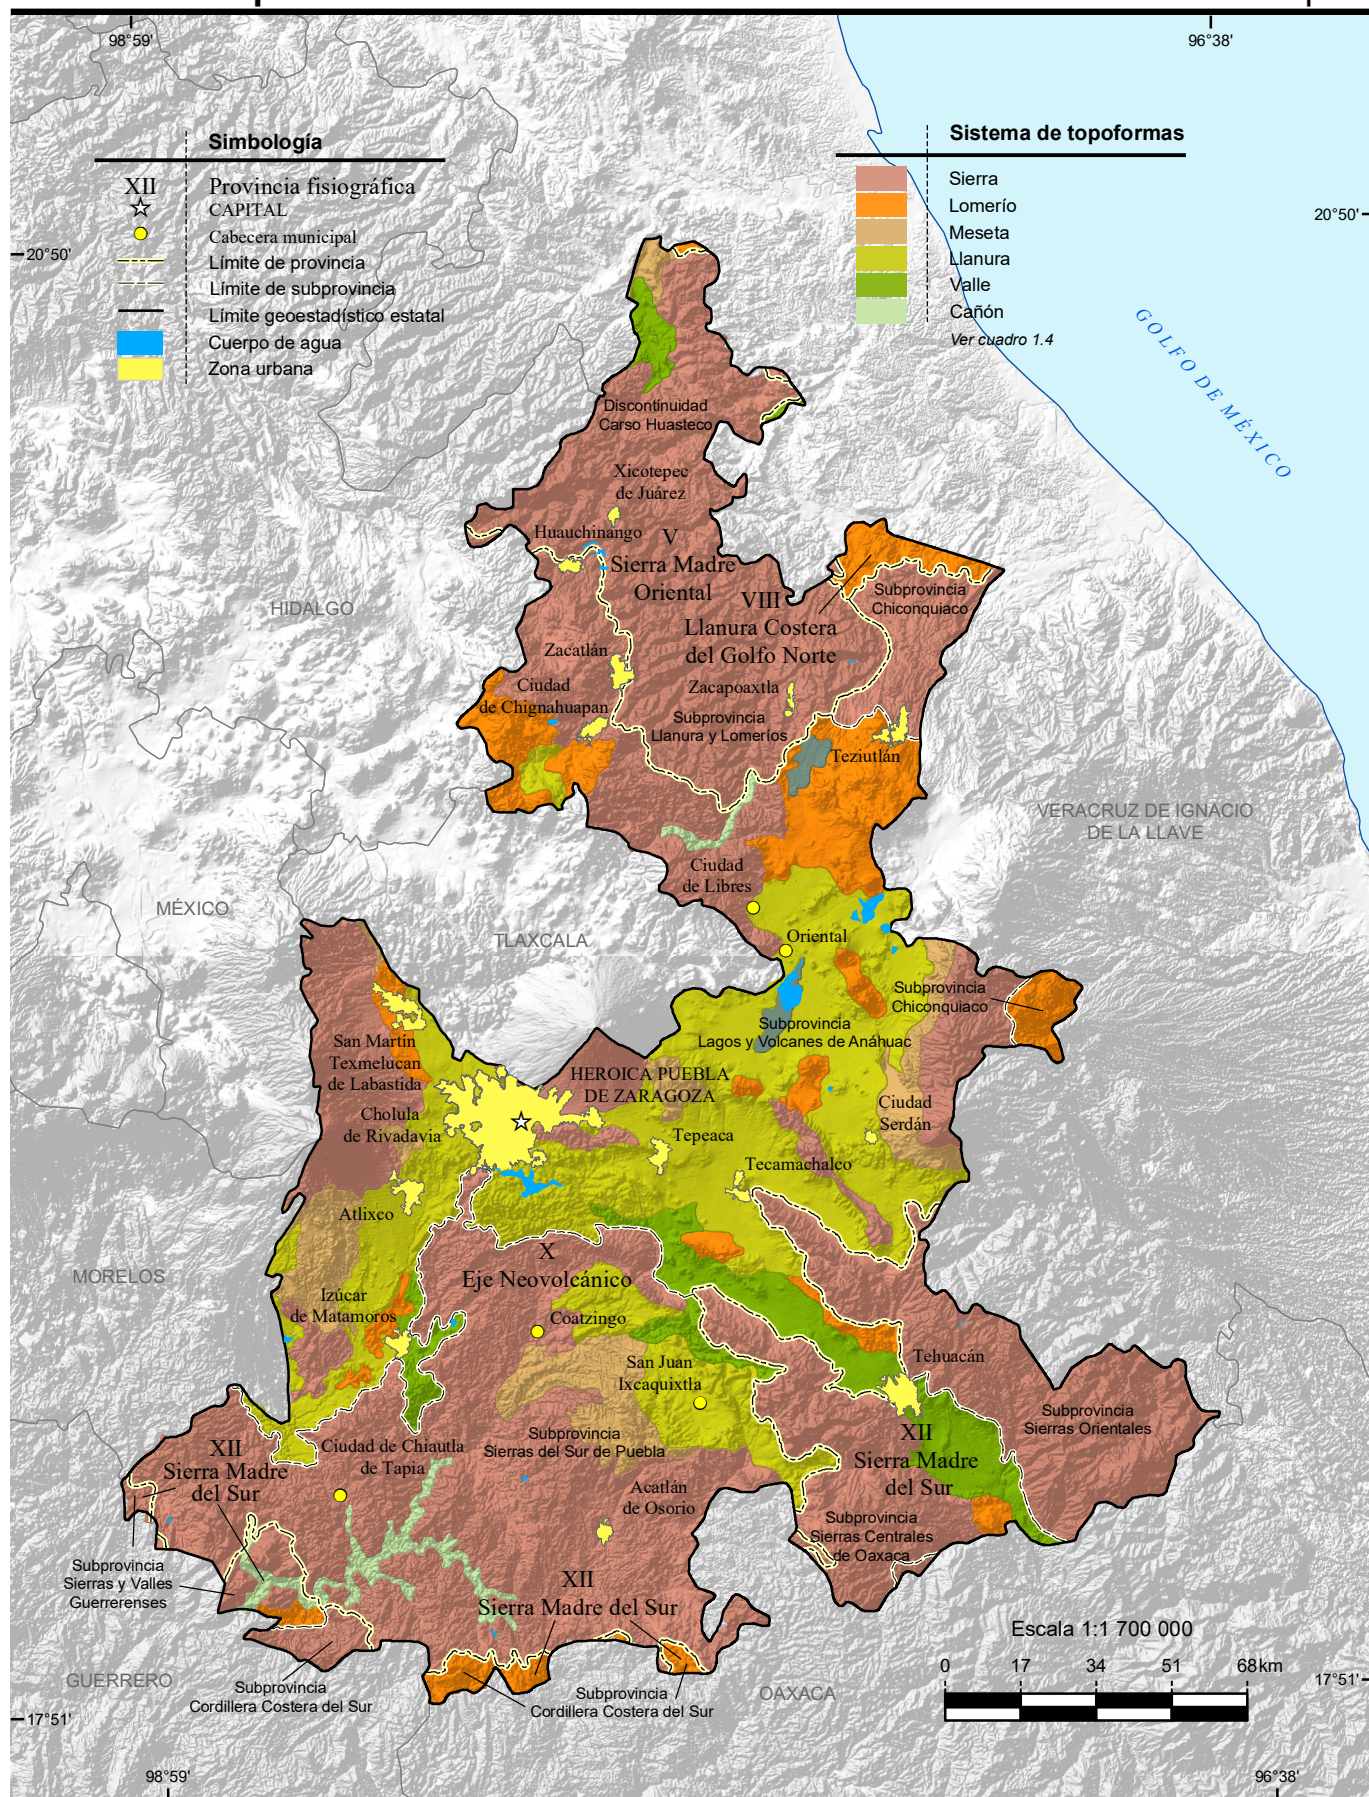 98°59'
96°38'
Simbología
XII Provincia fisiográfica
CAPITAL
Cabecera municipal
Límite de provincia
Límite de subprovincia
Límite geoestadístico estatal
Cuerpo de agua
Zona urbana
Sistema de topoformas
Sierra
Lomerío
Meseta
Llanura
Valle
Cañón
Ver cuadro 1.4
20°50'
20°50'
GOLFO DE MÉXICO
Discontinuidad
Carso Huasteco
Xicotepec
de Juárez
Huauchinango
V
Sierra Madre
Oriental
VIII
Llanura Costera
del Golfo Norte
Subprovincia
Chiconquiaco
HIDALGO
Zacatlán
Ciudad
de Chignahuapan
Zacapoaxtla
Subprovincia
Llanura y Lomeríos
Teziutlán
VERACRUZ DE IGNACIO
DE LA LLAVE
Ciudad
de Libres
MÉXICO
TLAXCALA
Oriental
Subprovincia
Chiconquiaco
Subprovincia
Lagos y Volcanes de Anáhuac
San Martín
Texmelucan
de Labastida
HEROICA PUEBLA
DE ZARAGOZA
Cholula
de Rivadavia
Ciudad
Serdán
Tepeaca
Tecamachalco
Atlixco
MORELOS
X
Eje Neovolcánico
Izúcar
de Matamoros
Coatzingo
San Juan
Ixcaquixtla
Tehuacán
Subprovincia
Sierras Orientales
Subprovincia
Sierras del Sur de Puebla
XII
Sierra Madre
del Sur
XII
Sierra Madre
del Sur
Ciudad de Chiautla
de Tapia
Acatlán
de Osorio
Subprovincia
Sierras Centrales
de Oaxaca
Subprovincia
Sierras y Valles
Guerrerenses
XII
Sierra Madre del Sur
Escala 1:1 700 000
0 17 34 51 68 km
GUERRERO
Subprovincia
Cordillera Costera del Sur
Subprovincia
Cordillera Costera del Sur
OAXACA
17°51'
17°51'
98°59'
96°38'